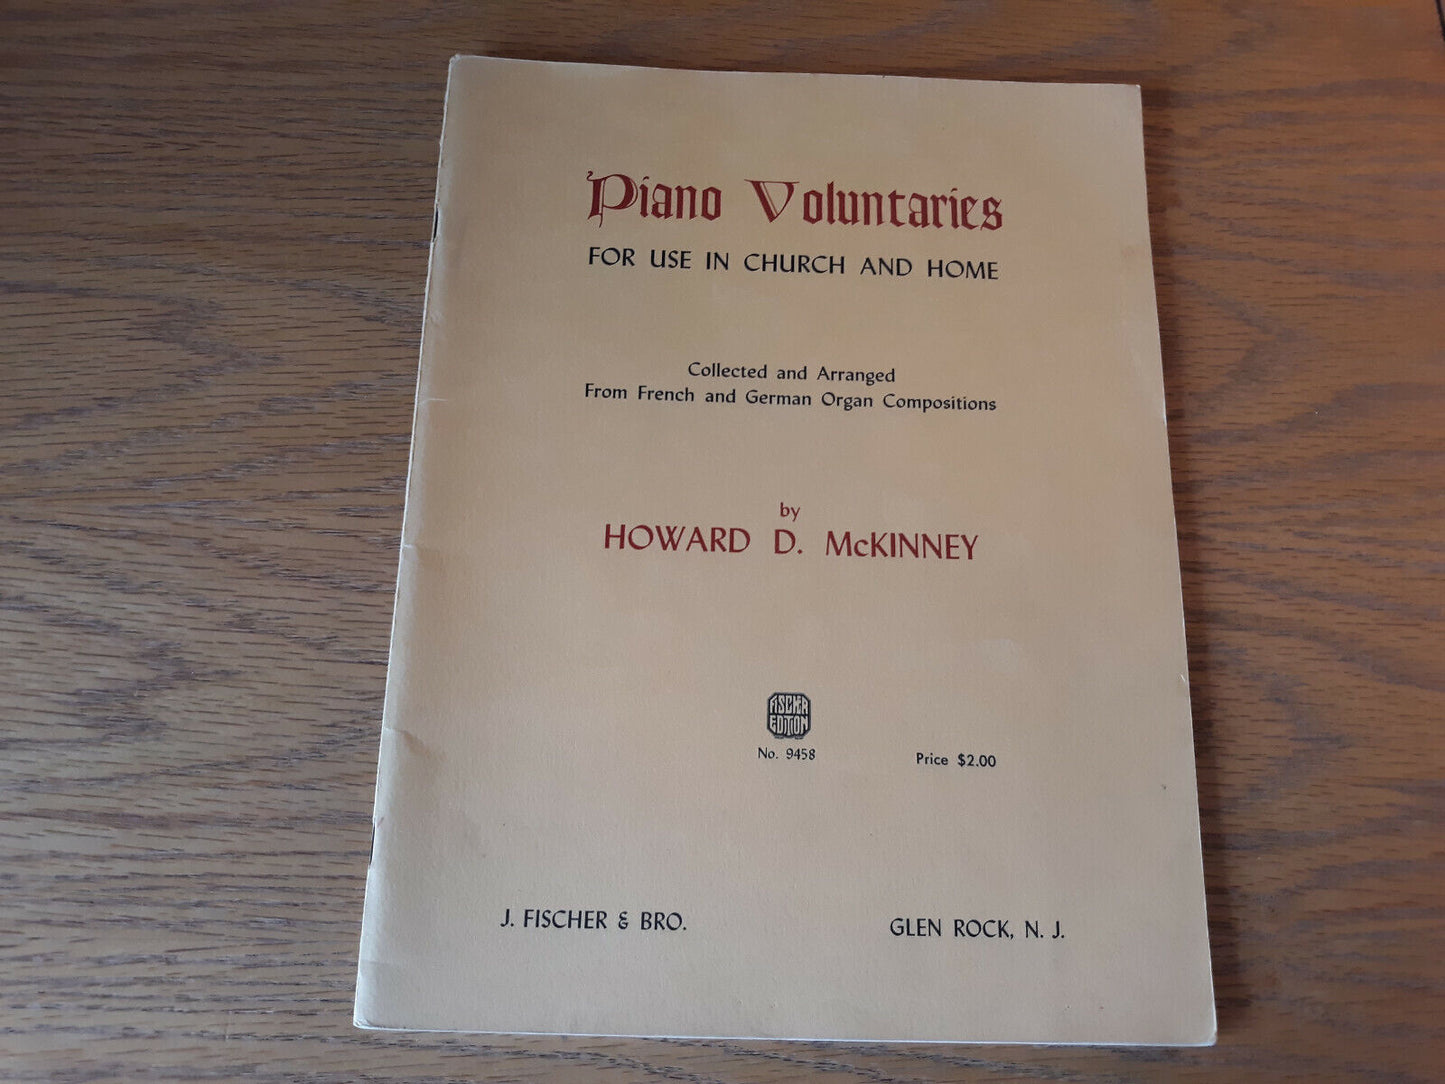 Piano Voluntaries
FOR USE IN CHURCH AND HOME
Collected and Arranged
From French and German Organ Compositions
by
HOWARD D. McKINNEY
FISCHER
EDITION
No. 9458
Price $2.00
J. FISCHER & BRO.
GLEN ROCK, N. J.